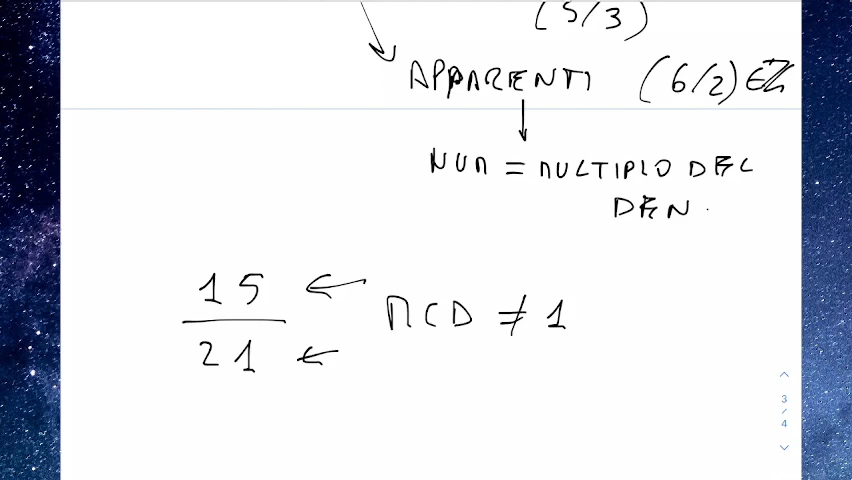 (5/3)
APPARENTI (6/2)∈ℤ
NUM = MULTIPLO DEL
DEN.
15
21
MCD ≠ 1
3
/
4